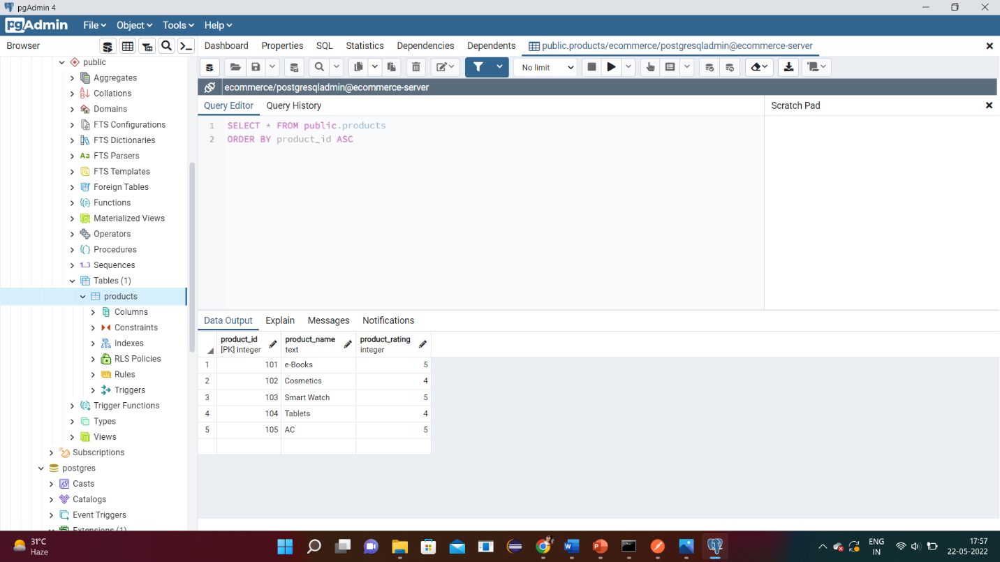 pgAdmin 4
pgAdmin File Object Tools Help
Browser
Dashboard Properties SQL Statistics Dependencies Dependents public.products/ecommerce/postgresqladmin@ecommerce-server
No limit
ecommerce/postgresqladmin@ecommerce-server
Query Editor Query History
Scratch Pad
1 SELECT * FROM public.products
2 ORDER BY product_id ASC
public
Aggregates
Collations
Domains
FTS Configurations
FTS Dictionaries
Aa FTS Parsers
FTS Templates
Foreign Tables
Functions
Materialized Views
Operators
Procedures
1..3 Sequences
Tables (1)
products
Columns
Constraints
Indexes
RLS Policies
Rules
Triggers
Trigger Functions
Types
Views
Subscriptions
postgres
Casts
Catalogs
Event Triggers
Extensions (1)
Data Output Explain Messages Notifications
product_id product_name product_rating
[PK] integer text integer
1 101 e-Books 5
2 102 Cosmetics 4
3 103 Smart Watch 5
4 104 Tablets 4
5 105 AC 5
31°C
Haze
ENG
IN
17:57
22-05-2022